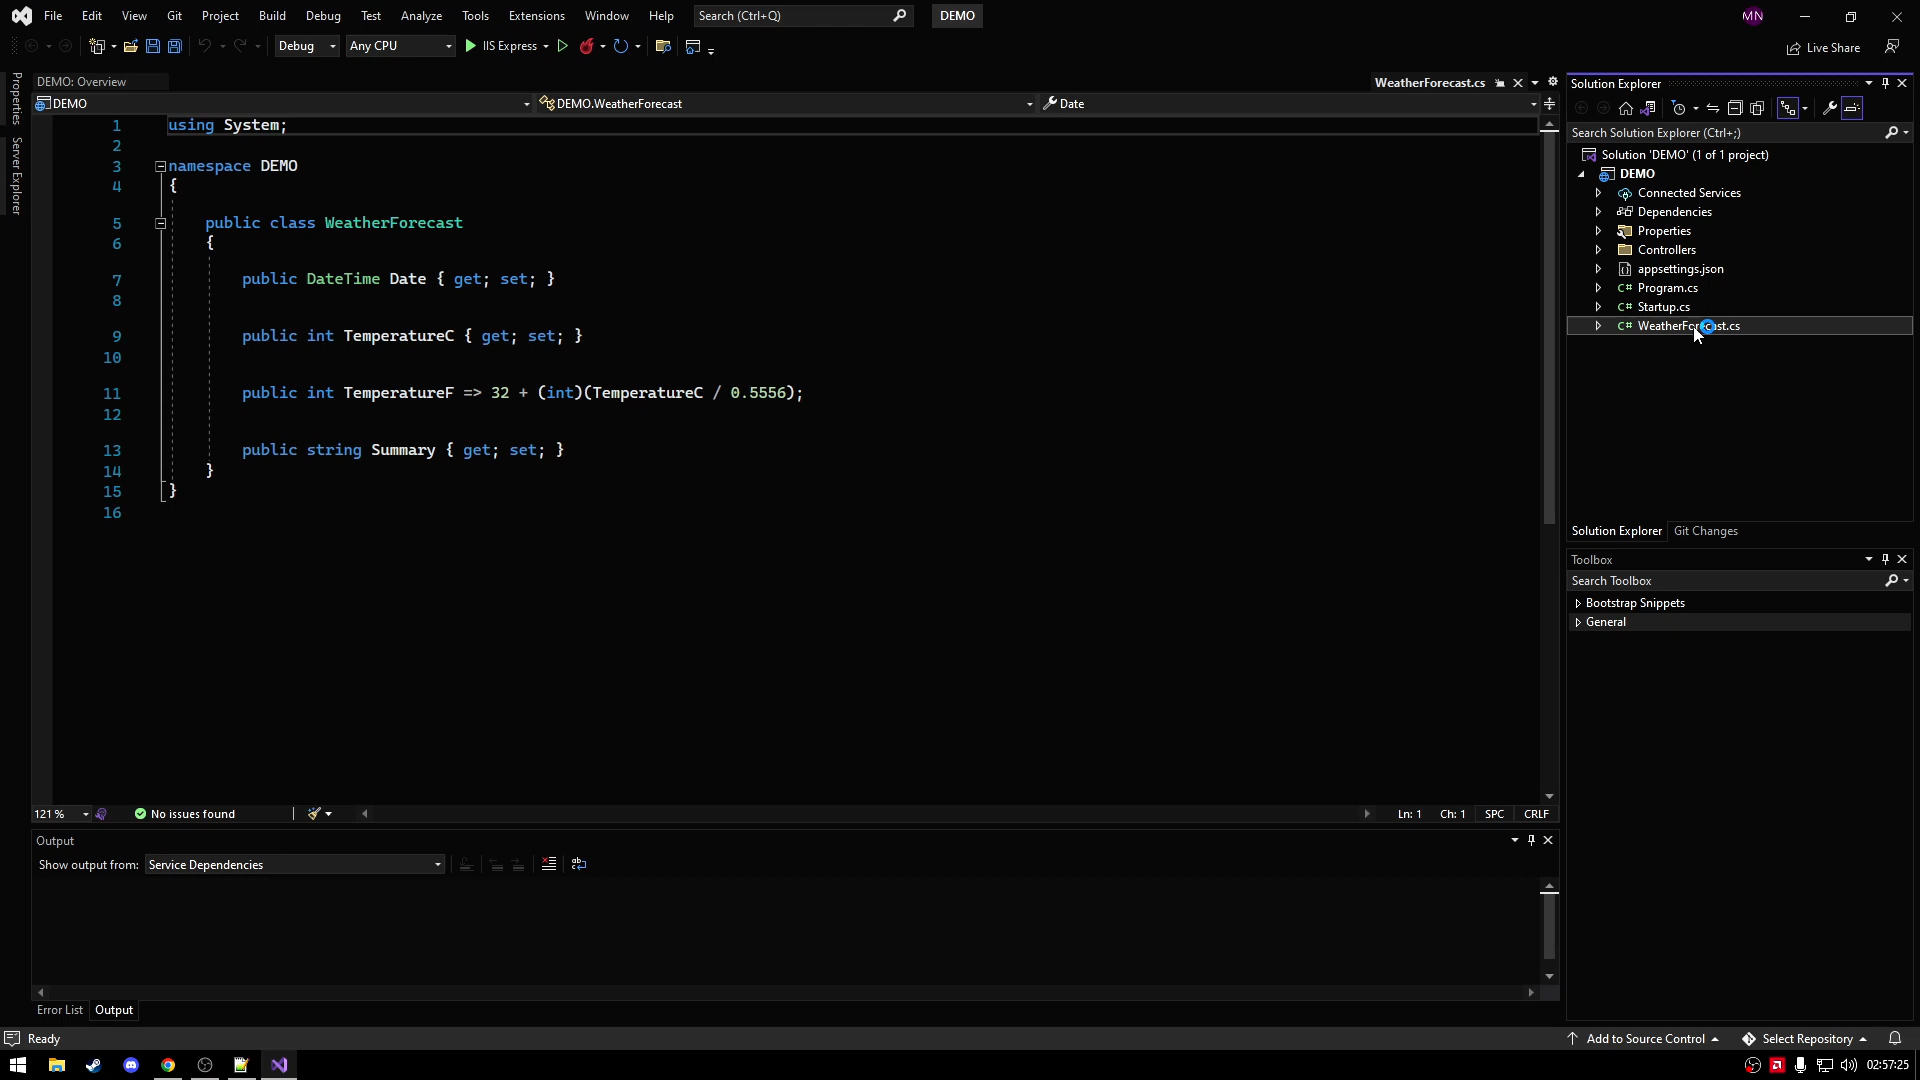 File Edit View Git Project Build Debug Test Analyze Tools Extensions Window Help Search (Ctrl+Q) DEMO MN
Debug Any CPU IIS Express Live Share
Properties
Server Explorer
DEMO: Overview WeatherForecast.cs
DEMO DEMO.WeatherForecast Date
1 using System;
2
3 namespace DEMO
4 {
5 public class WeatherForecast
6 {
7 public DateTime Date { get; set; }
8
9 public int TemperatureC { get; set; }
10
11 public int TemperatureF => 32 + (int)(TemperatureC / 0.5556);
12
13 public string Summary { get; set; }
14 }
15 }
16
121 % No issues found Ln: 1 Ch: 1 SPC CRLF
Output
Show output from: Service Dependencies
Error List Output
Solution Explorer
Search Solution Explorer (Ctrl+;)
Solution 'DEMO' (1 of 1 project)
DEMO
Connected Services
Dependencies
Properties
Controllers
appsettings.json
C# Program.cs
C# Startup.cs
C# WeatherForecast.cs
Solution Explorer Git Changes
Toolbox
Search Toolbox
Bootstrap Snippets
General
Ready Add to Source Control Select Repository
02:57:25